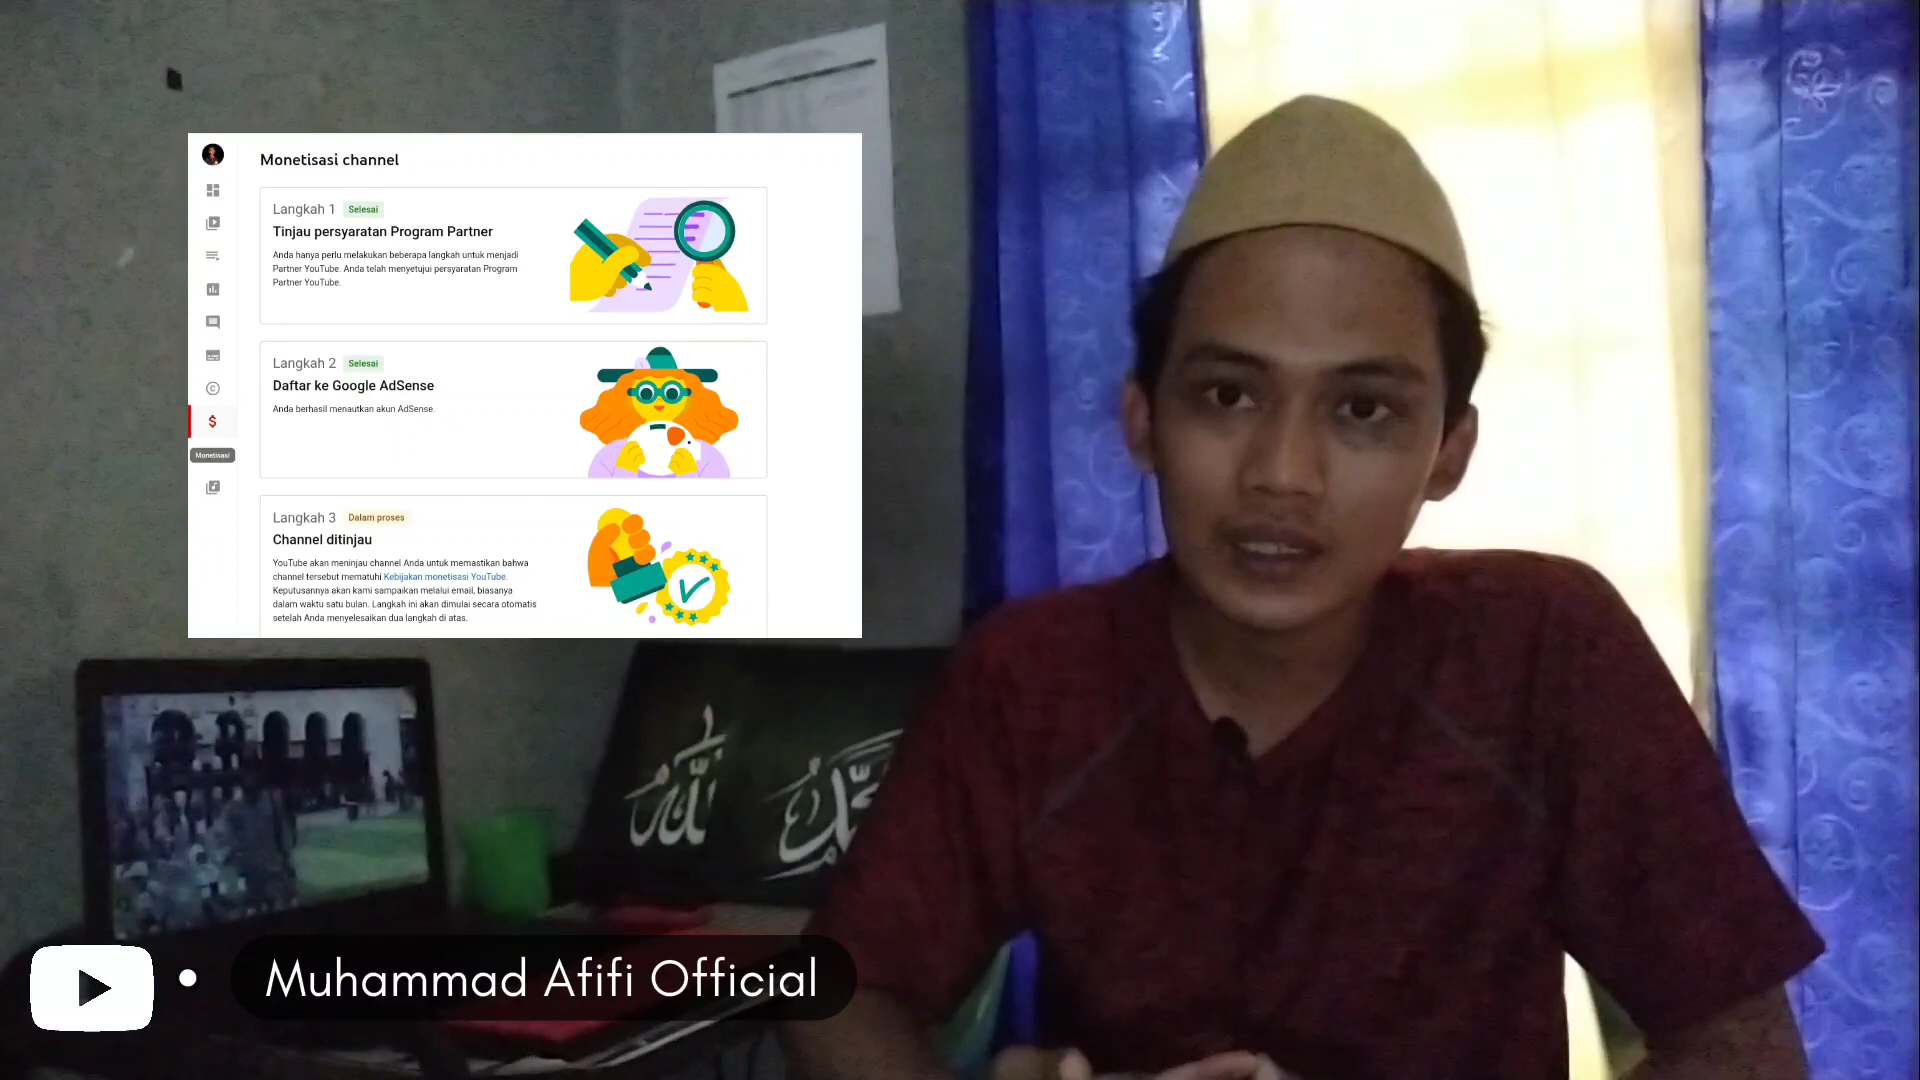 Monetisasi channel
Langkah 1 Selesai
Tinjau persyaratan Program Partner
Anda hanya perlu melakukan beberapa langkah untuk menjadi
Partner YouTube. Anda telah menyetujui persyaratan Program
Partner YouTube.
Langkah 2 Selesai
Daftar ke Google AdSense
Anda berhasil menautkan akun AdSense.
Monetisasi
Langkah 3 Dalam proses
Channel ditinjau
YouTube akan meninjau channel Anda untuk memastikan bahwa
channel tersebut mematuhi Kebijakan monetisasi YouTube.
Keputusannya akan kami sampaikan melalui email, biasanya
dalam waktu satu bulan. Langkah ini akan dimulai secara otomatis
setelah Anda menyelesaikan dua langkah di atas.
الله
محمد
Muhammad Afifi Official